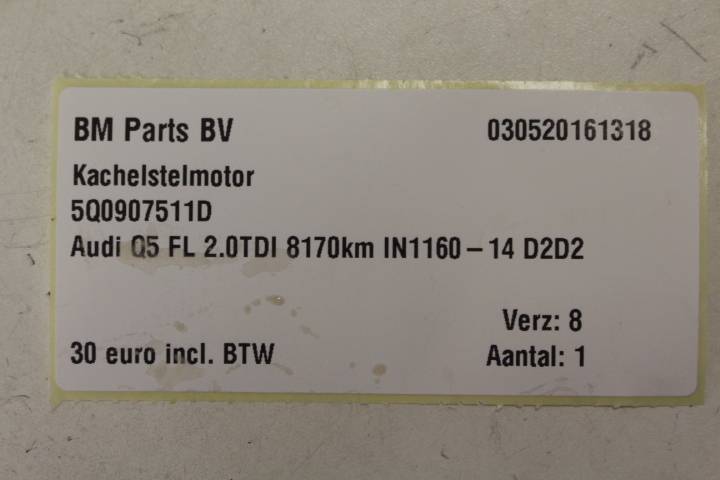 BM Parts BV 030520161318
Kachelstelmotor
5Q0907511D
Audi Q5 FL 2.0TDI 8170km IN1160-14 D2D2
Verz: 8
30 euro incl. BTW Aantal: 1